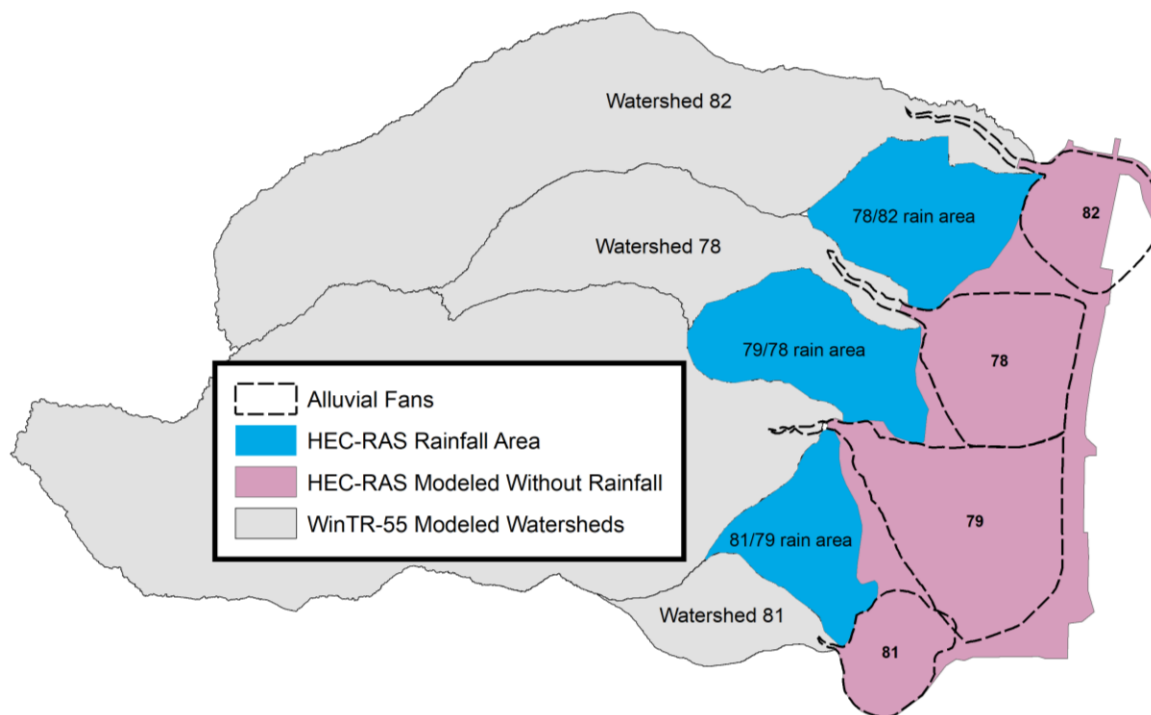 Watershed 82
78/82 rain area
82
Watershed 78
79/78 rain area
78
Alluvial Fans
HEC-RAS Rainfall Area
HEC-RAS Modeled Without Rainfall
WinTR-55 Modeled Watersheds
79
81/79 rain area
Watershed 81
81